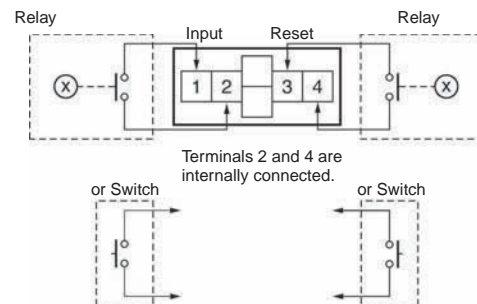 Relay
Relay
Input
Reset
X
1 2 3 4
X
Terminals 2 and 4 are
internally connected.
or Switch
or Switch